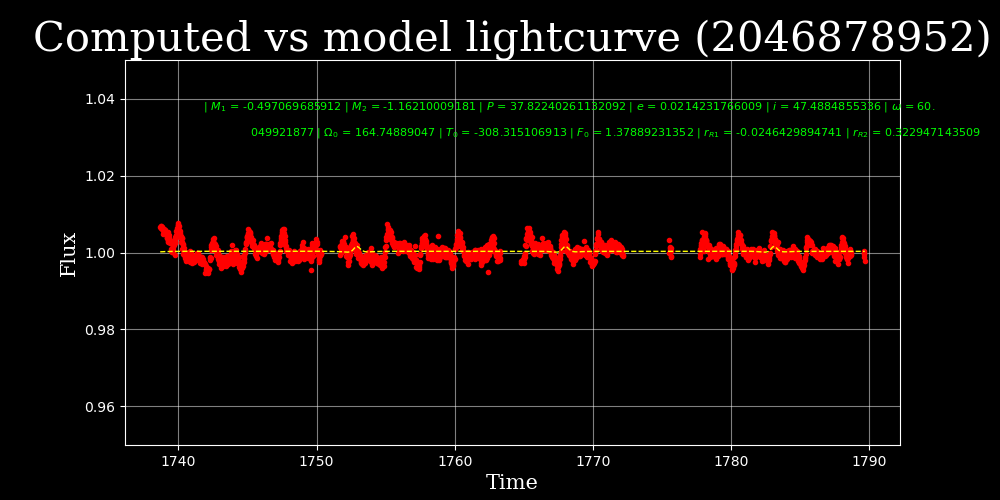 Computed vs model lightcurve (2046878952)
| M₁ = -0.497069685912 | M₂ = -1.16210009181 | P = 37.82240261132092 | e = 0.0214231766009 | i = 47.4884855336 | ω = 60.
049921877 | Ω₀ = 164.74889047 | T₀ = -308.315106913 | F₀ = 1.37889231352 | r_R1 = -0.0246429894741 | r_R2 = 0.322947143509
1.04
1.02
1.00
0.98
0.96
Flux
1740 1750 1760 1770 1780 1790
Time